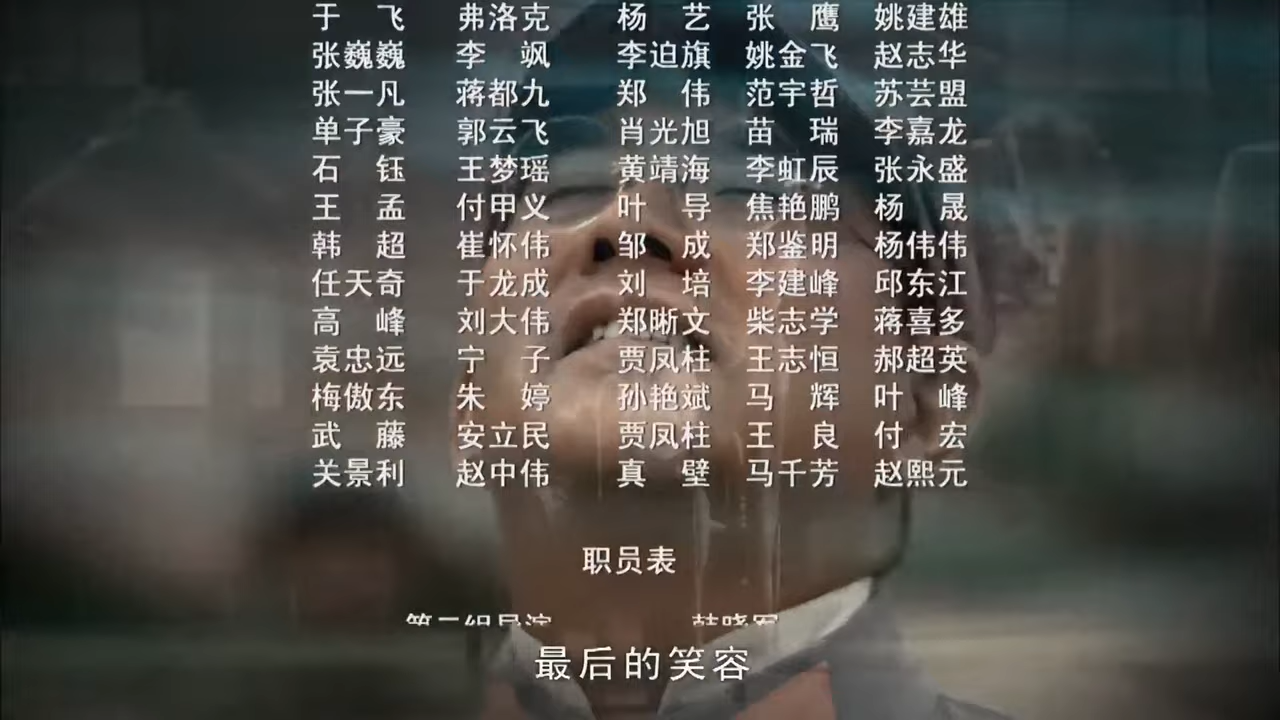 于 飞 弗洛克 杨 艺 张 鹰 姚建雄
张巍巍 李 飒 李迫旗 姚金飞 赵志华
张一凡 蒋都九 郑 伟 范宇哲 苏芸盟
单子豪 郭云飞 肖光旭 苗 瑞 李嘉龙
石 钰 王梦瑶 黄靖海 李虹辰 张永盛
王 孟 付甲义 叶 导 焦艳鹏 杨 晟
韩 超 崔怀伟 邹 成 郑鉴明 杨伟伟
任天奇 于龙成 刘 培 李建峰 邱东江
高 峰 刘大伟 郑晰文 柴志学 蒋喜多
袁忠远 宁 子 贾凤柱 王志恒 郝超英
梅傲东 朱 婷 孙艳斌 马 辉 叶 峰
武 藤 安立民 贾凤柱 王 良 付 宏
关景利 赵中伟 真 壁 马千芳 赵熙元
职员表
第二组导演 韩晓军
最后的笑容